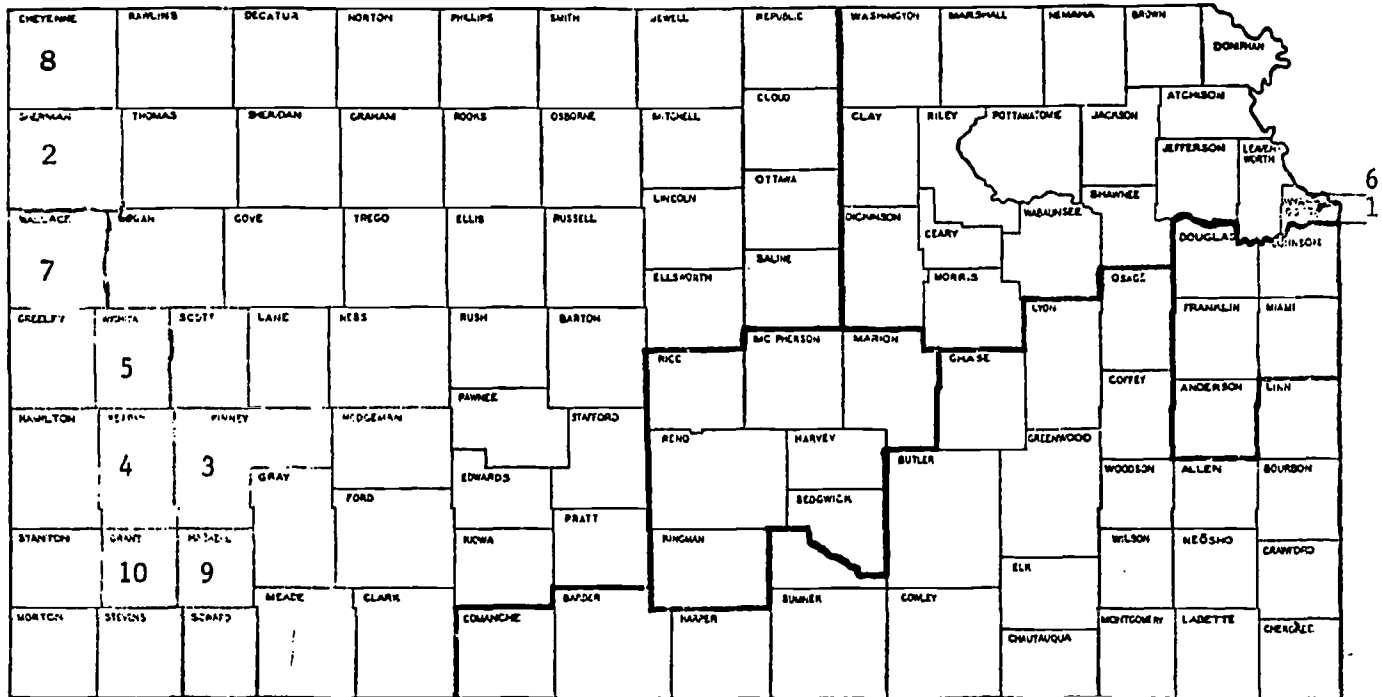 CHEYENNE RAWLINS DECATUR NORTON PHILLIPS SMITH JEWELL REPUBLIC WASHINGTON MARSHALL NEMAHA BROWN
DONIPHAN
8
CLOUD
ATCHISON
SHERMAN THOMAS SHERIDAN GRAHAM ROOKS OSBORNE MITCHELL CLAY RILEY POTTAWATOMIE JACKSON
2
JEFFERSON LEAVEN-
WORTH
OTTAWA
6
LINCOLN SHAWNEE
1
WALLACE LOGAN GOVE TREGO ELLIS RUSSELL DICKINSON WABAUNSEE
GEARY DOUGLAS JOHNSON
7
SALINE
ELLSWORTH MORRIS OSAGE
GREELEY WICHITA SCOTT LANE NESS RUSH BARTON LYON FRANKLIN MIAMI
RICE MC PHERSON MARION CHASE
5
COFFEY ANDERSON LINN
PAWNEE
HAMILTON KEARNY FINNEY HODGEMAN STAFFORD
RENO HARVEY GREENWOOD
4 3
BUTLER
GRAY EDWARDS WOODSON ALLEN BOURBON
FORD SEDGWICK
PRATT
STANTON GRANT HASKELL KIOWA KINGMAN WILSON NEOSHO
CRAWFORD
10 9
ELK
MEADE CLARK BARBER SUMNER COWLEY
MORTON STEVENS SEWARD COMANCHE HARPER MONTGOMERY LABETTE CHEROKEE
CHAUTAUQUA